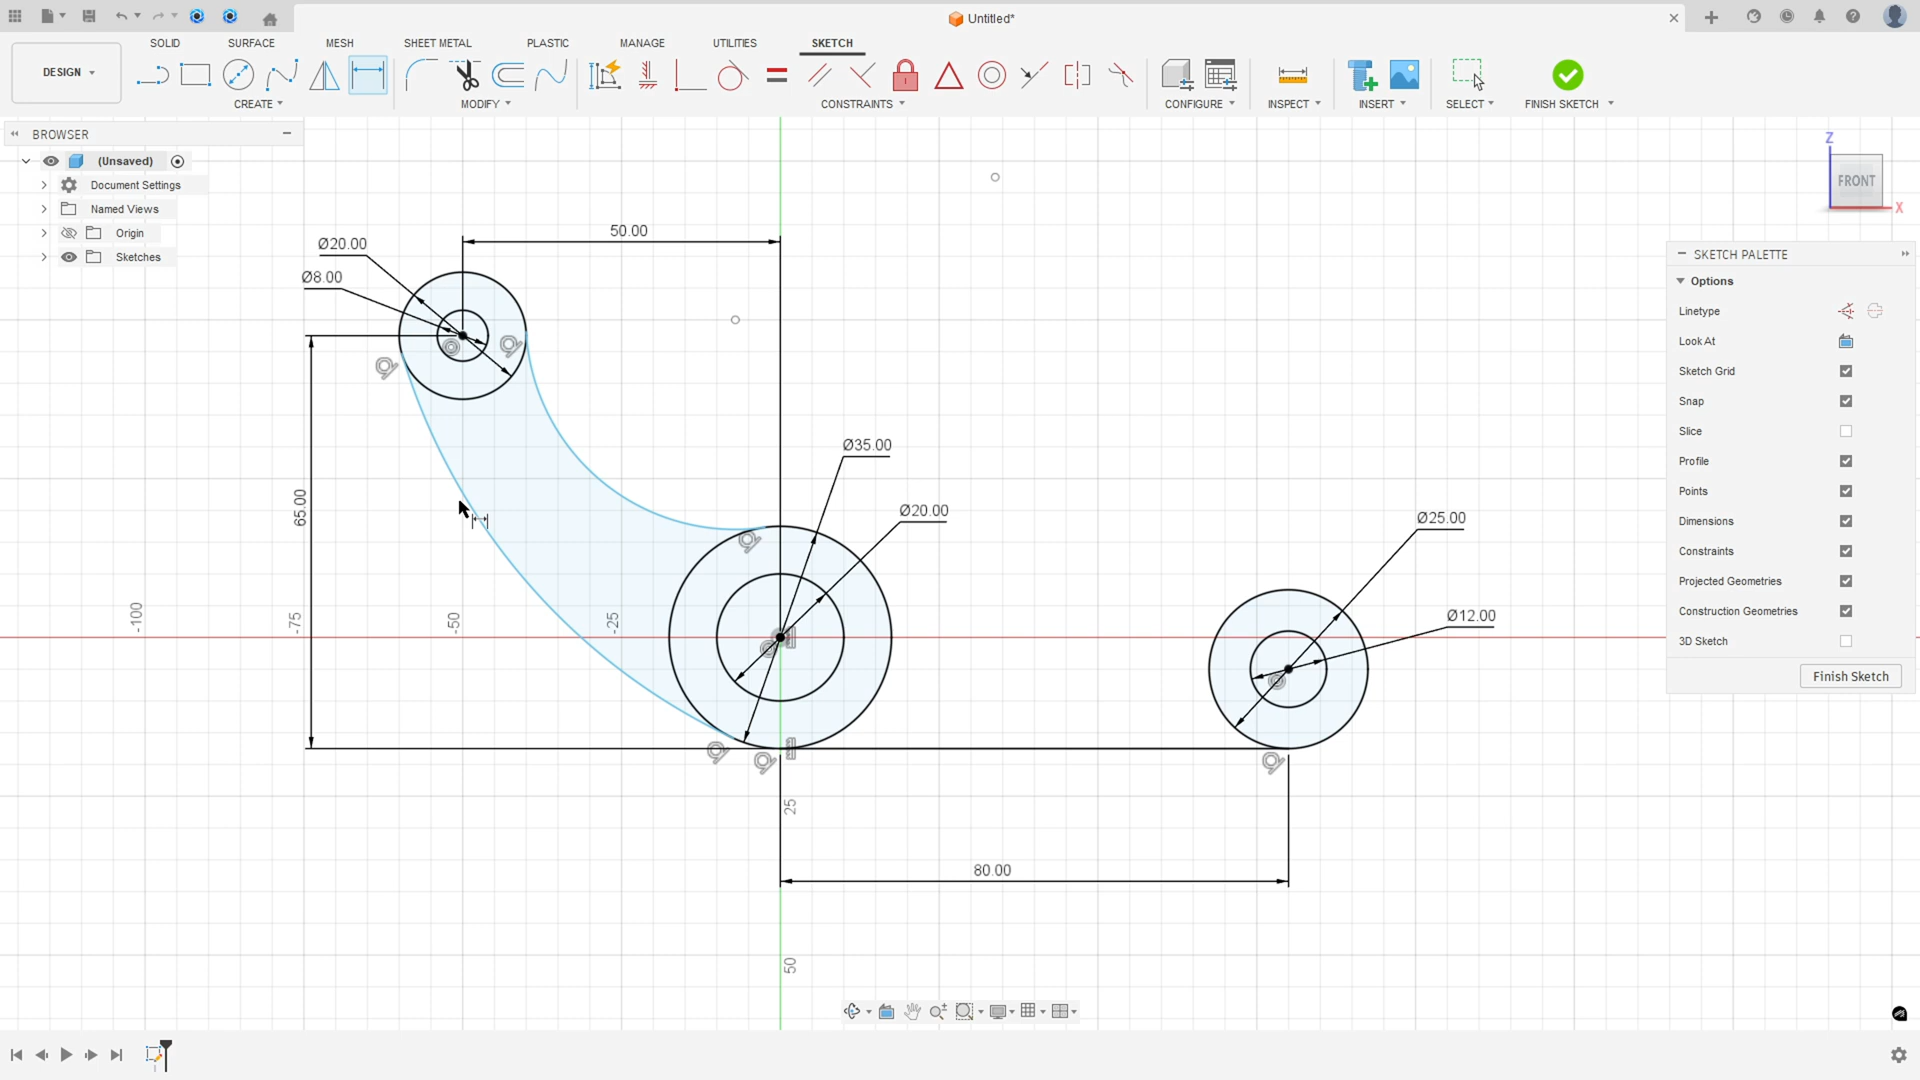 Untitled*
SOLID SURFACE MESH SHEET METAL PLASTIC MANAGE UTILITIES SKETCH
DESIGN
CREATE MODIFY CONSTRAINTS CONFIGURE INSPECT INSERT SELECT FINISH SKETCH
BROWSER
(Unsaved)
Document Settings
Named Views
Origin
Sketches
Z
FRONT
X
50.00
Ø20.00
Ø8.00
65.00
Ø35.00
Ø20.00
Ø25.00
Ø12.00
-100
-75
-50
-25
25
80.00
50
SKETCH PALETTE
Options
Linetype
Look At
Sketch Grid
Snap
Slice
Profile
Points
Dimensions
Constraints
Projected Geometries
Construction Geometries
3D Sketch
Finish Sketch